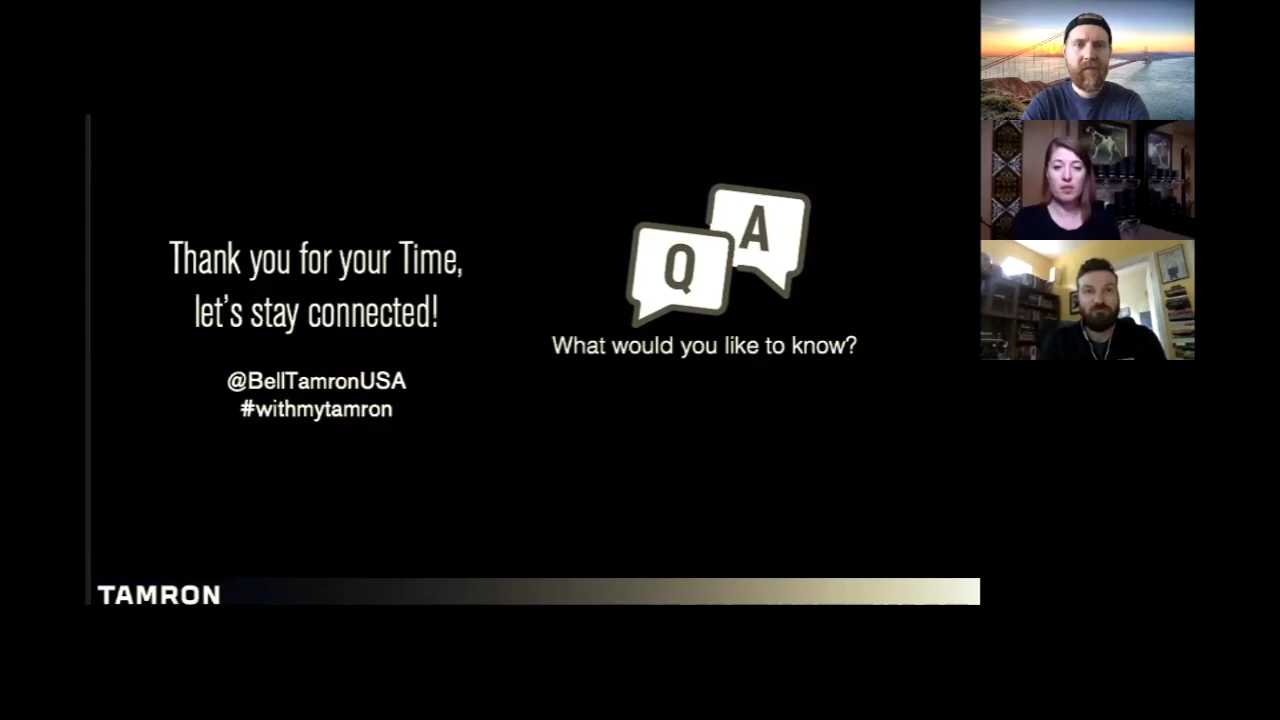 Thank you for your Time,
let's stay connected!
@BellTamronUSA
#withmytamron
Q
A
What would you like to know?
TAMRON